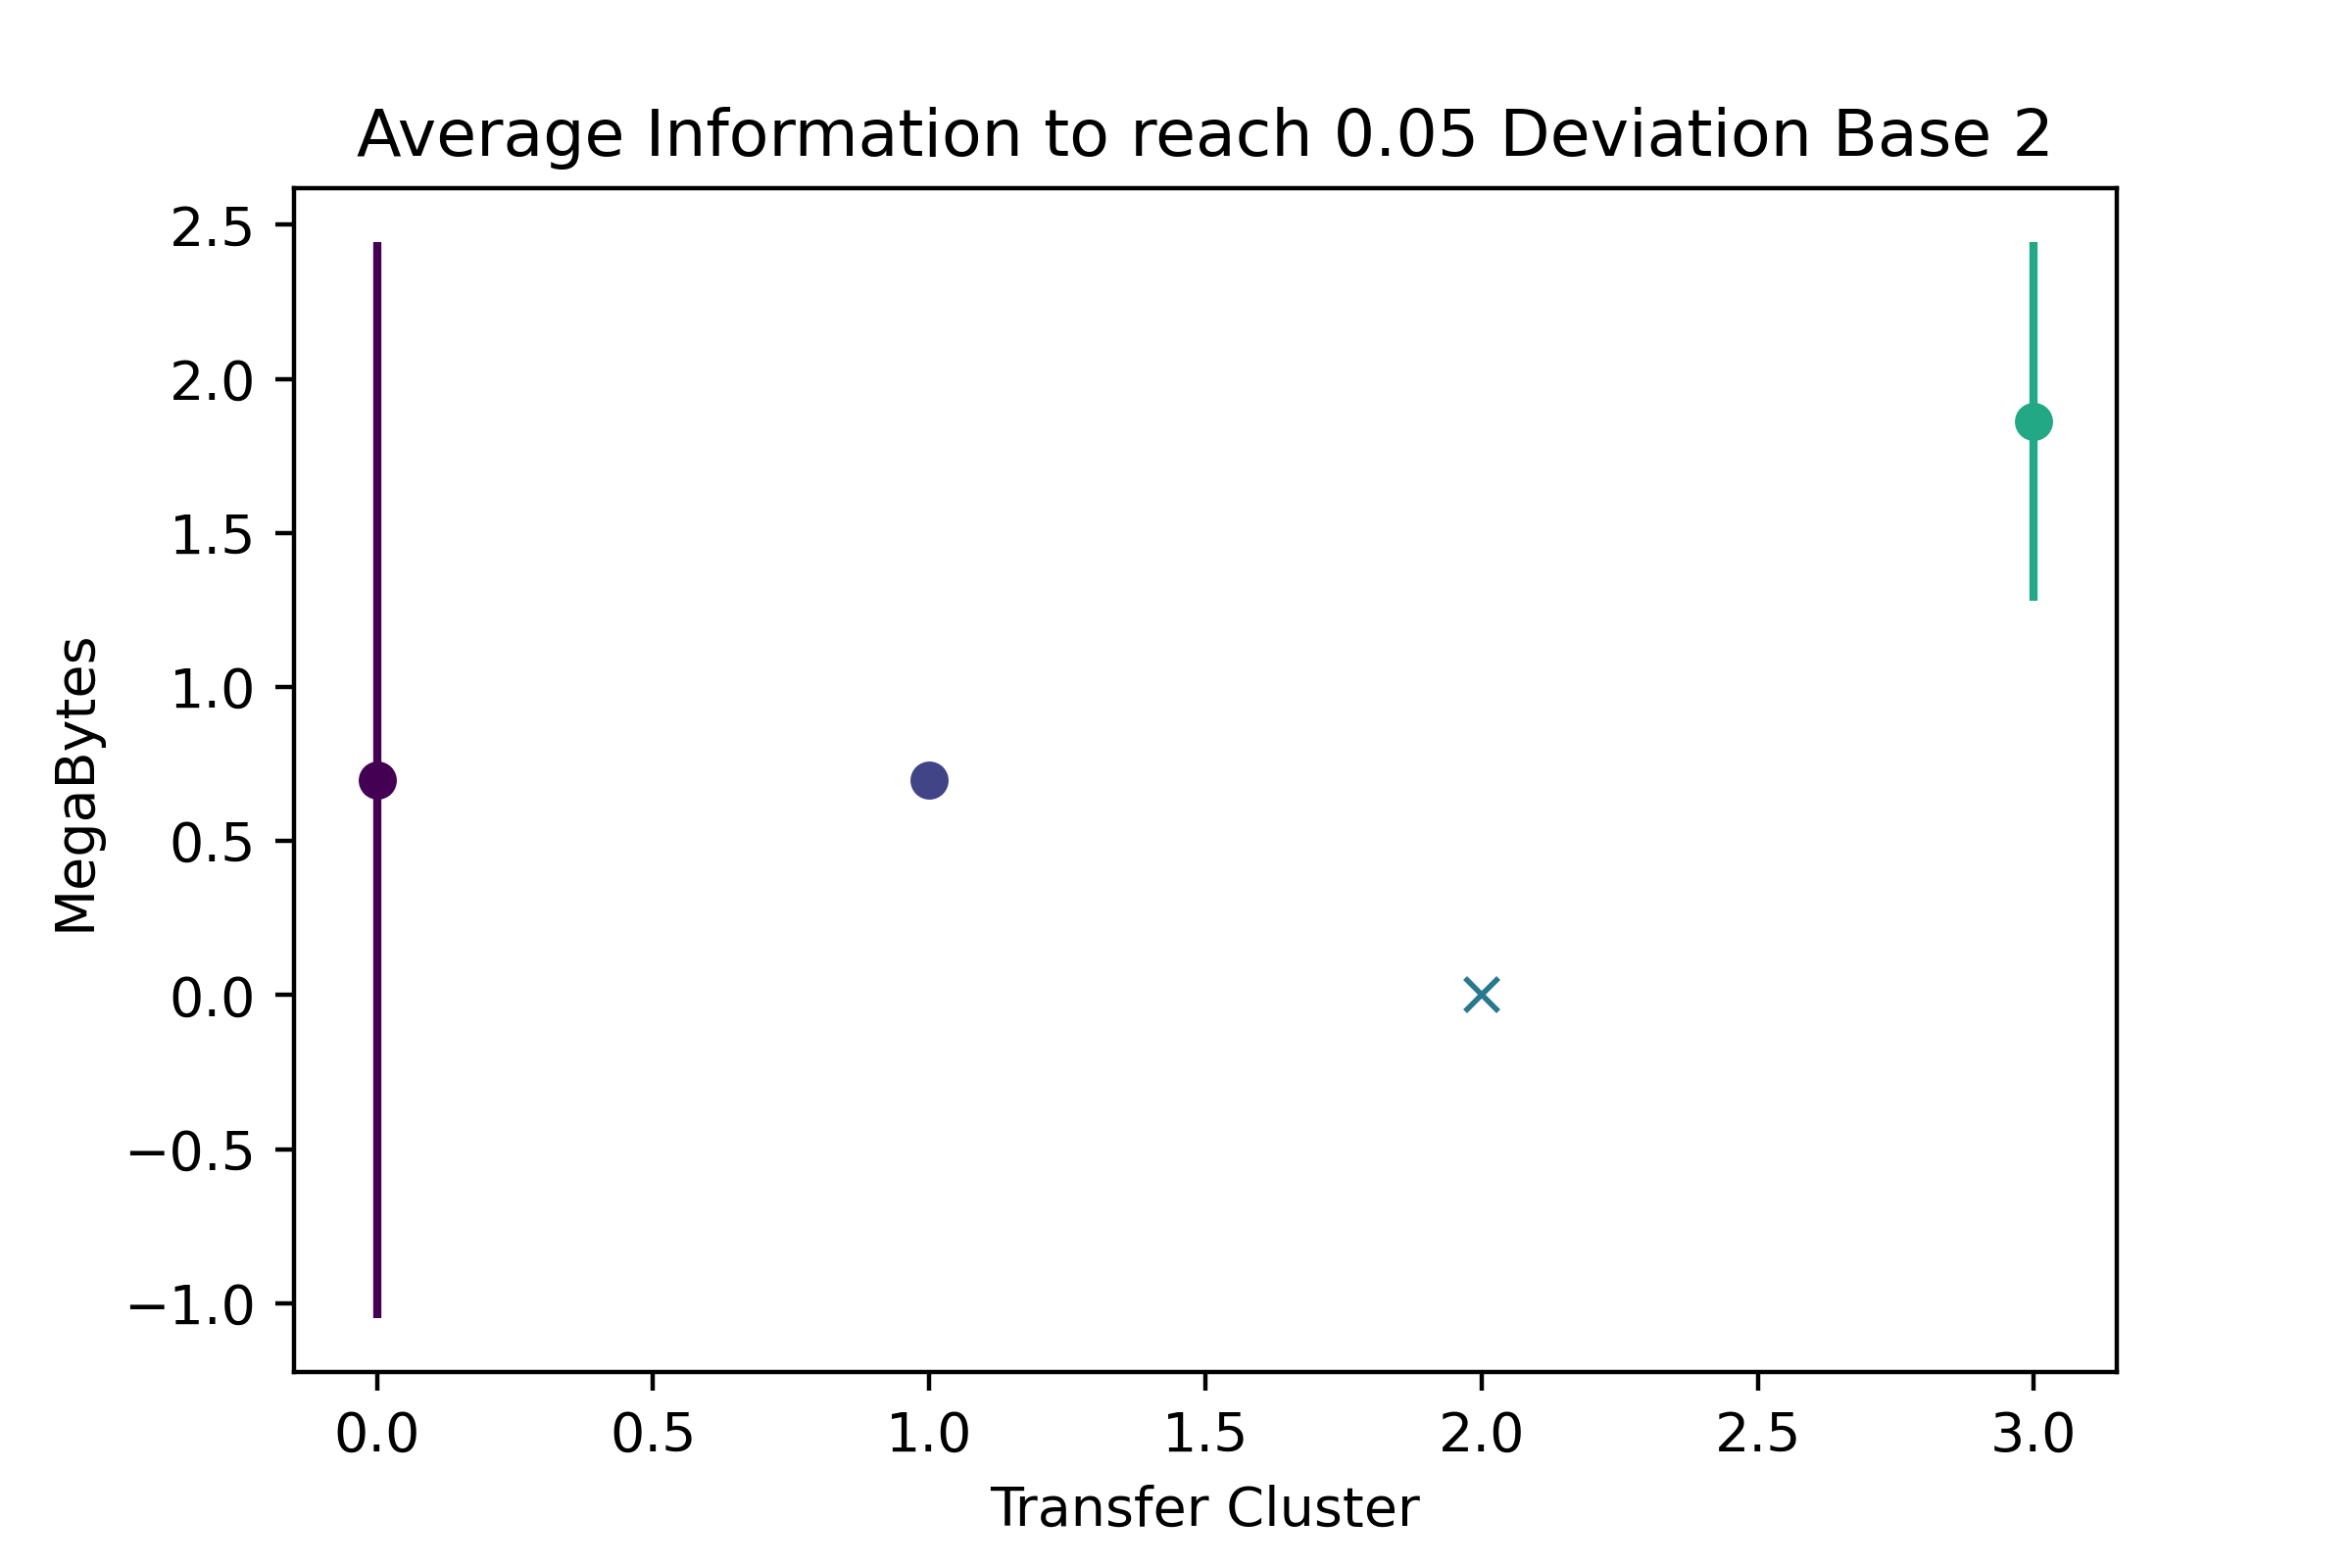 Average Information to reach 0.05 Deviation Base 2
2.5
2.0
1.5
1.0
0.5
0.0
−0.5
−1.0
MegaBytes
0.0 0.5 1.0 1.5 2.0 2.5 3.0
Transfer Cluster